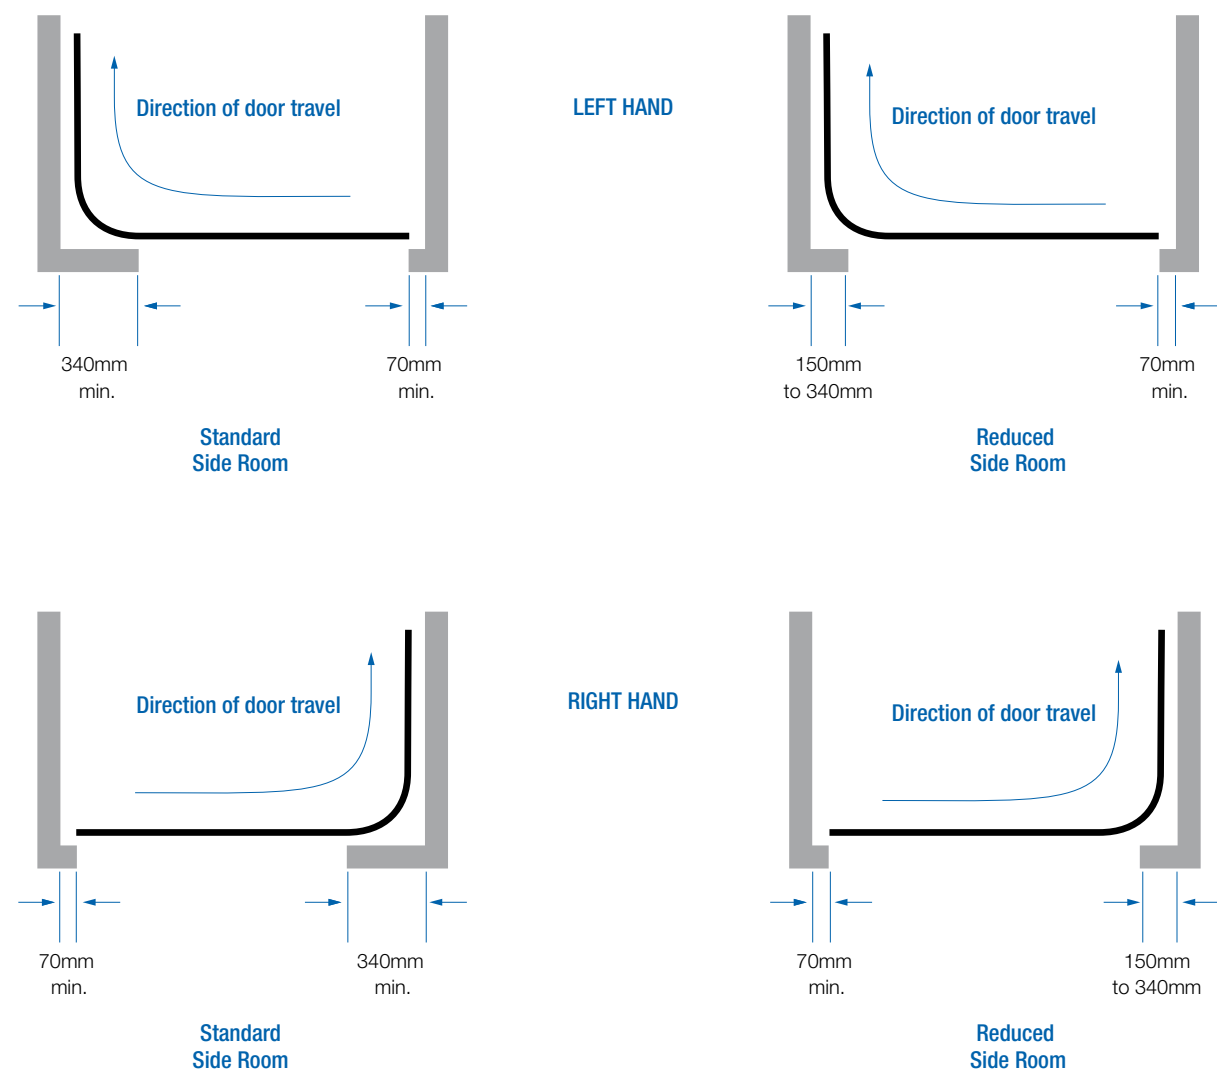 Direction of door travel
LEFT HAND
Direction of door travel
340mm
min.
70mm
min.
150mm
to 340mm
70mm
min.
Standard
Side Room
Reduced
Side Room
Direction of door travel
RIGHT HAND
Direction of door travel
70mm
min.
340mm
min.
70mm
min.
150mm
to 340mm
Standard
Side Room
Reduced
Side Room